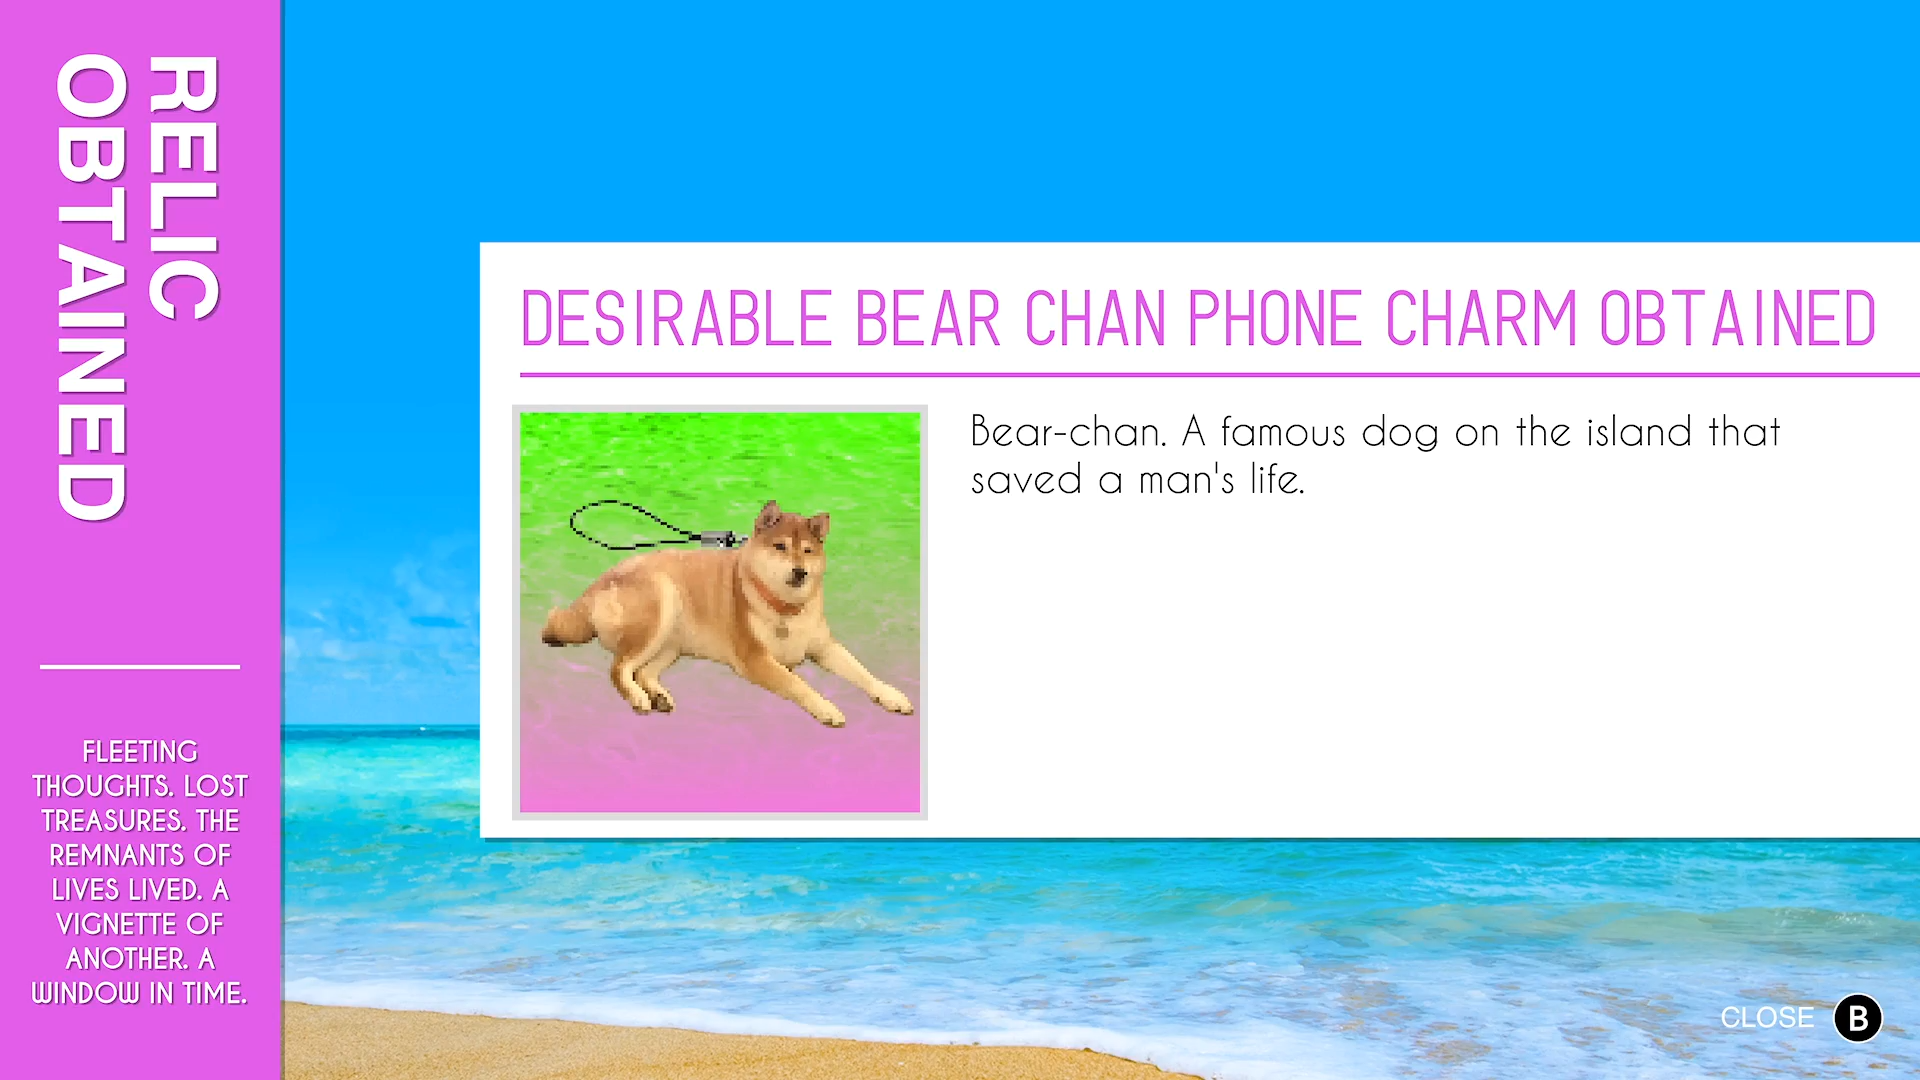 RELIC
OBTAINED
FLEETING
THOUGHTS. LOST
TREASURES. THE
REMNANTS OF
LIVES LIVED. A
VIGNETTE OF
ANOTHER. A
WINDOW IN TIME.
DESIRABLE BEAR CHAN PHONE CHARM OBTAINED
Bear-chan. A famous dog on the island that
saved a man's life.
CLOSE B